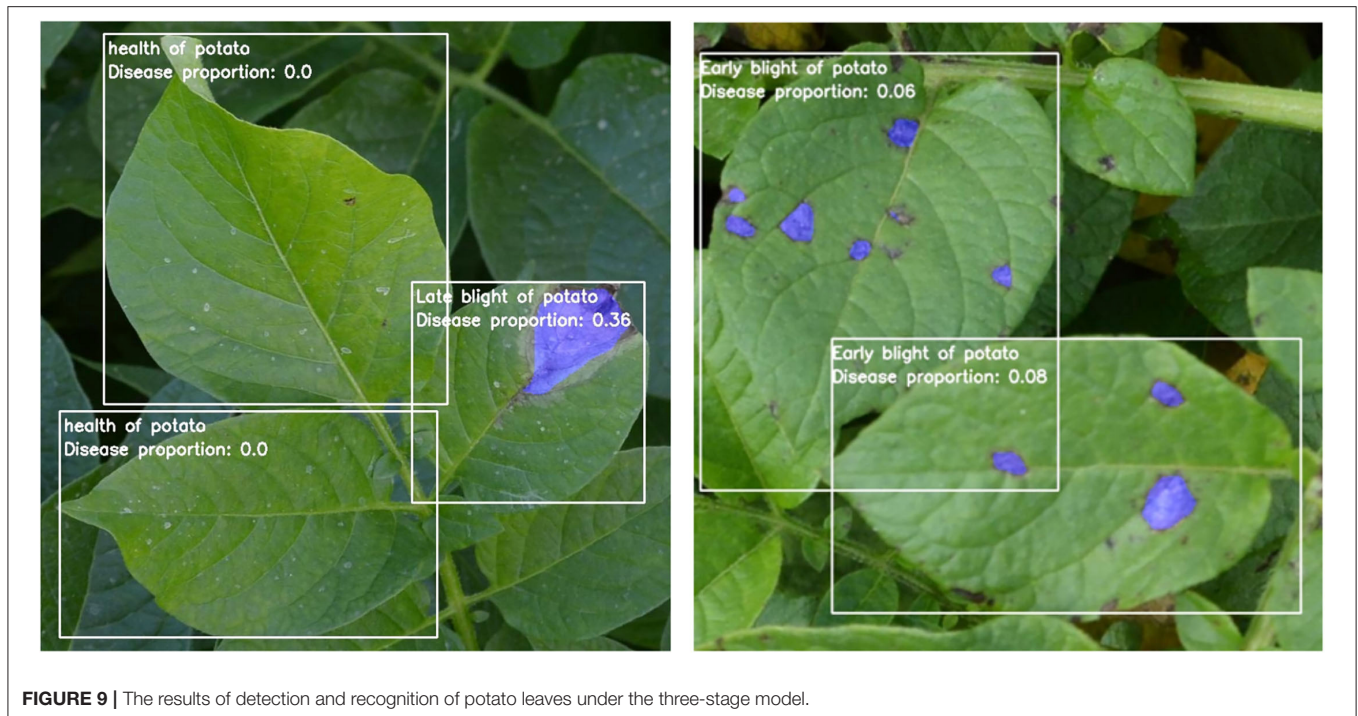 health of potato
Disease proportion: 0.0
Late blight of potato
Disease proportion: 0.36
health of potato
Disease proportion: 0.0
Early blight of potato
Disease proportion: 0.06
Early blight of potato
Disease proportion: 0.08
FIGURE 9 | The results of detection and recognition of potato leaves under the three-stage model.